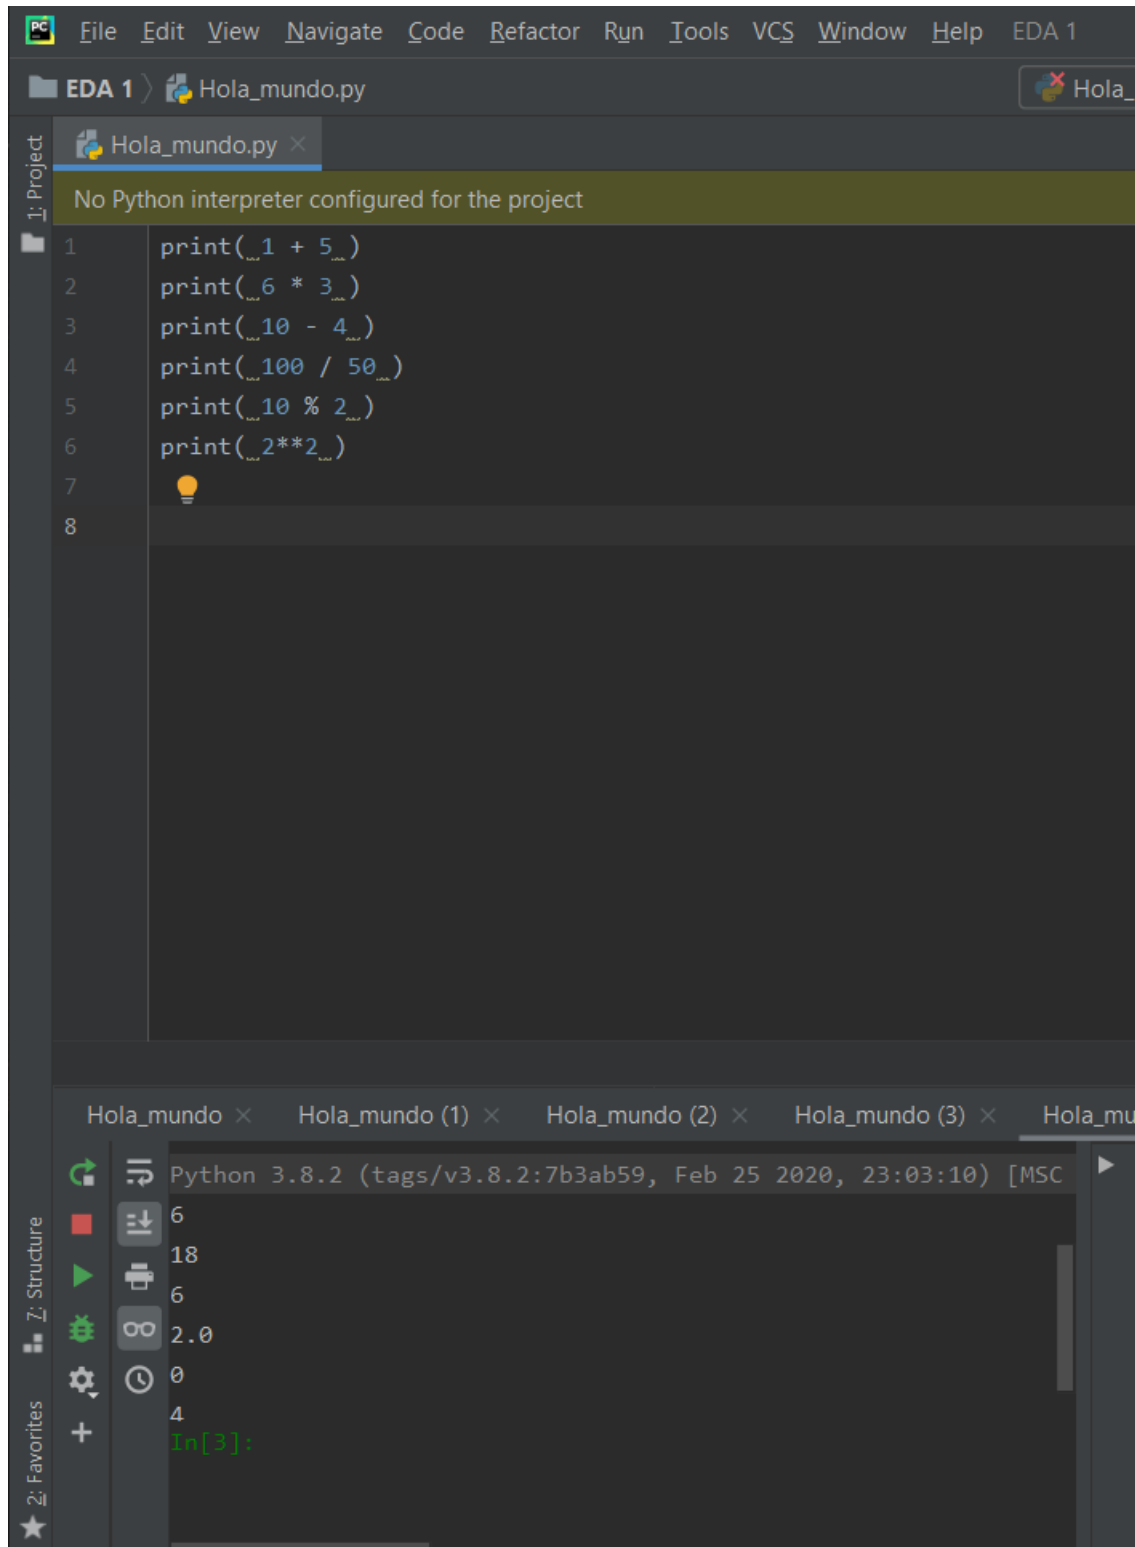 PC File Edit View Navigate Code Refactor Run Tools VCS Window Help EDA 1
EDA 1 Hola_mundo.py Hola_
1: Project
Hola_mundo.py
No Python interpreter configured for the project
1 print( 1 + 5 )
2 print( 6 * 3 )
3 print( 10 - 4 )
4 print( 100 / 50 )
5 print( 10 % 2 )
6 print( 2**2 )
7
8
Hola_mundo Hola_mundo (1) Hola_mundo (2) Hola_mundo (3) Hola_mu
Python 3.8.2 (tags/v3.8.2:7b3ab59, Feb 25 2020, 23:03:10) [MSC
6
18
6
2.0
0
4
In[3]:
7: Structure
2: Favorites